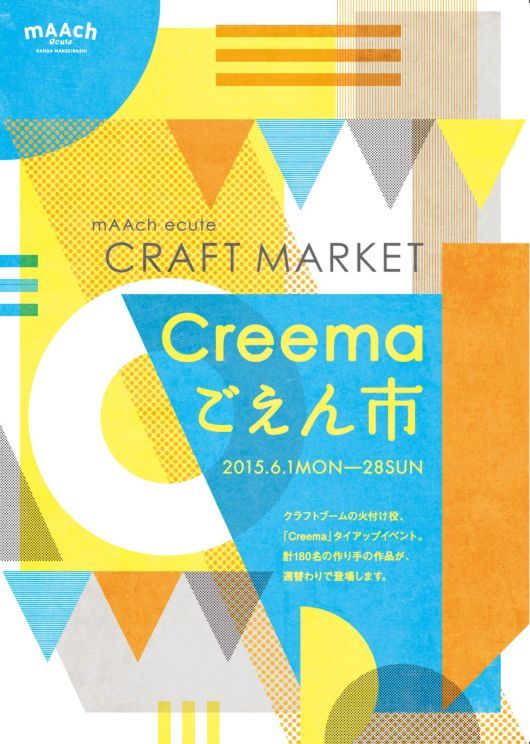 mAAch
ecute
KANDA MANSEIBASHI
mAAch ecute
CRAFT MARKET
Creema
ごえん市
2015.6.1MON—28SUN
クラフトブームの火付け役、
「Creema」タイアップイベント。
計180名の作り手の作品が、
週替わりで登場します。